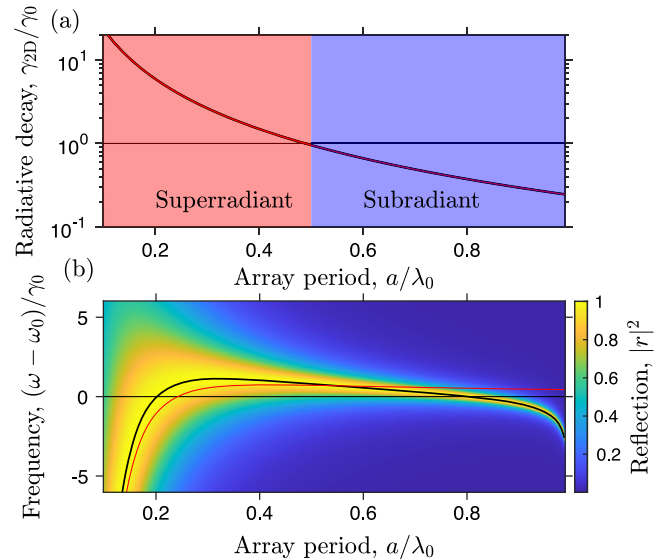 (a)
Radiative decay, γ2D/γ0
10^1
10^0
10^-1
Superradiant
Subradiant
0.2 0.4 0.6 0.8
Array period, a/λ0
(b)
Frequency, (ω − ω0)/γ0
5
0
-5
0.2 0.4 0.6 0.8
Array period, a/λ0
1
0.8
0.6
0.4
0.2
Reflection, |r|^2